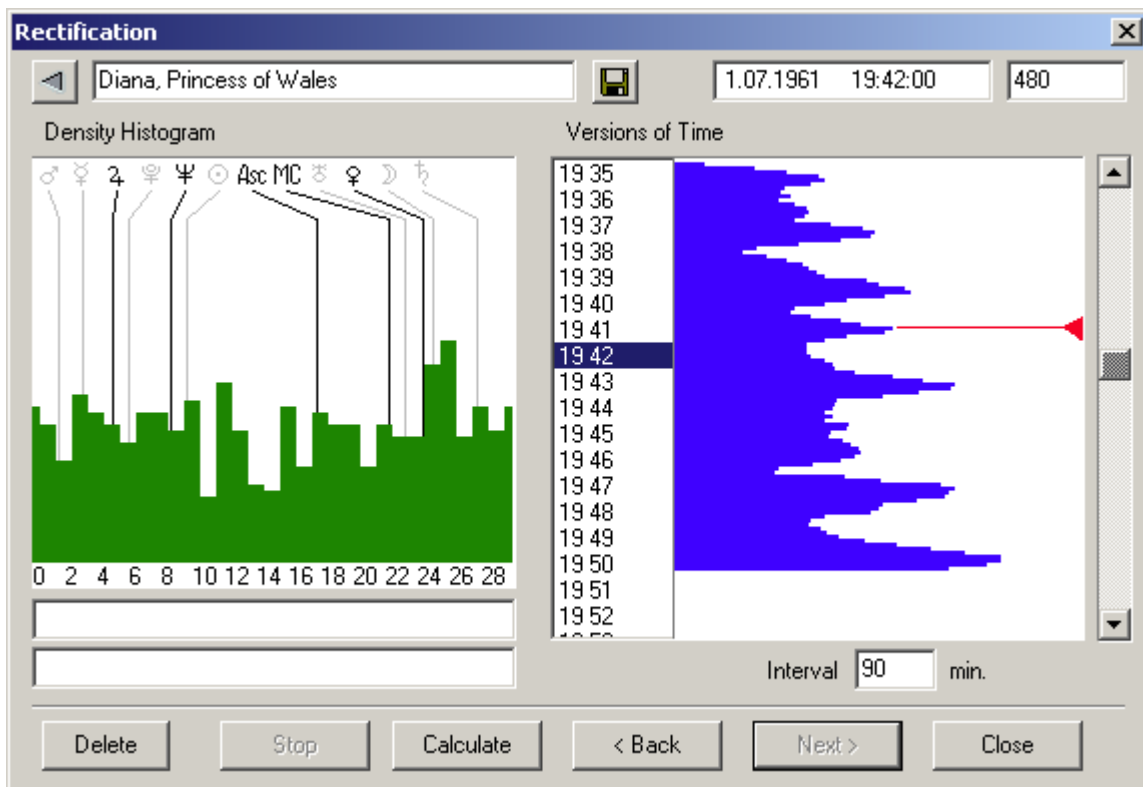 Rectification
Diana, Princess of Wales
1.07.1961 19:42:00
480
Density Histogram
Versions of Time
Asc MC
0 2 4 6 8 10 12 14 16 18 20 22 24 26 28
19 35
19 36
19 37
19 38
19 39
19 40
19 41
19 42
19 43
19 44
19 45
19 46
19 47
19 48
19 49
19 50
19 51
19 52
Interval 90 min.
Delete Stop Calculate < Back Next > Close